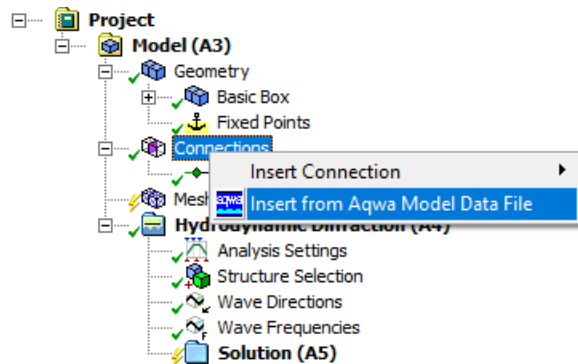 Project
Model (A3)
Geometry
Basic Box
Fixed Points
Connections
Insert Connection
Mesh
aqwa Insert from Aqwa Model Data File
Hydrodynamic Diffraction (A4)
Analysis Settings
Structure Selection
Wave Directions
Wave Frequencies
Solution (A5)